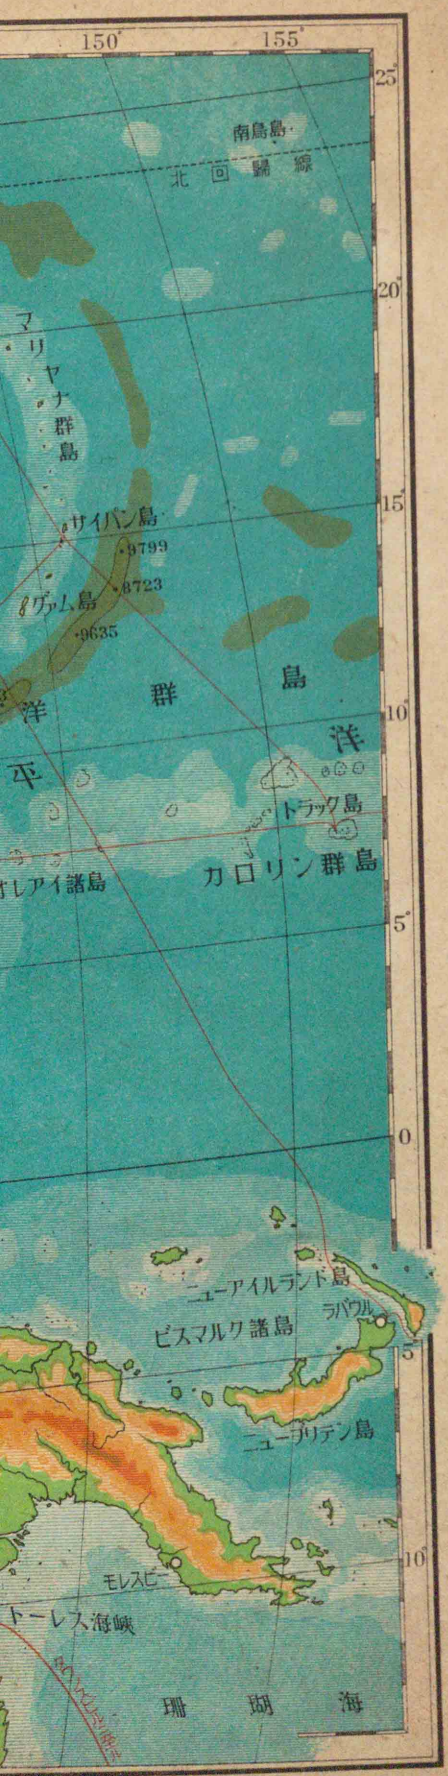 150°
155°
25°
南鳥島
北回歸線
20°
マリヤナ群島
15°
サイパン島
9799
8723
グァム島
9635
10°
洋群島
平
洋
トラック島
カロリン群島
オレアイ諸島
5°
0
ニューアイルランド島
ラバウル
ビスマルク諸島
5°
ニューブリテン島
モレスビー
10°
トーレス海峽
珊瑚海